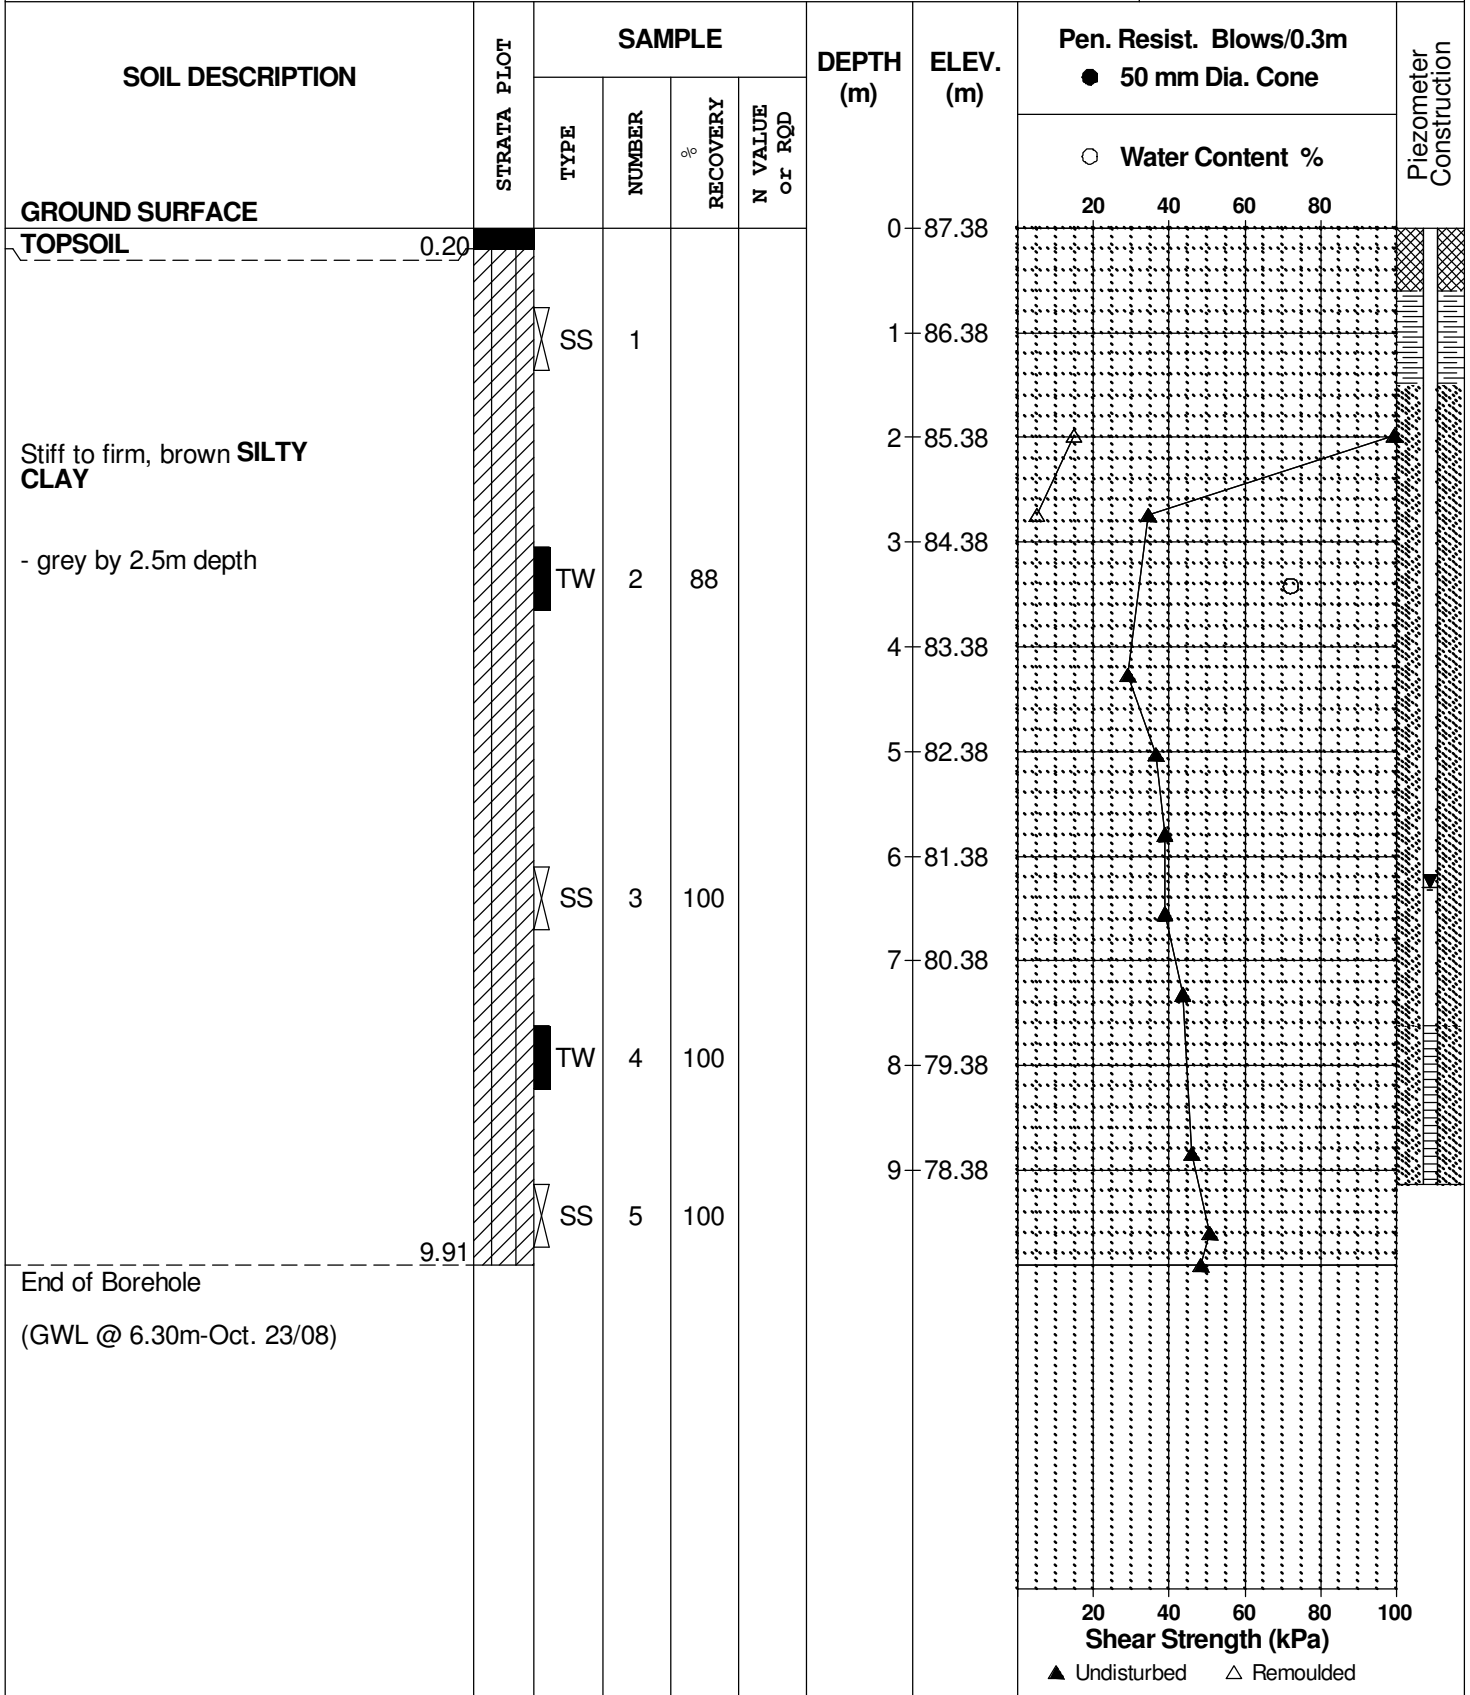 SOIL DESCRIPTION
GROUND SURFACE
STRATA PLOT
SAMPLE
TYPE
NUMBER
% RECOVERY
N VALUE or RQD
DEPTH (m)
ELEV. (m)
Pen. Resist. Blows/0.3m
● 50 mm Dia. Cone
○ Water Content %
20 40 60 80
Piezometer Construction
TOPSOIL 0.20
0 87.38
SS 1
1 86.38
Stiff to firm, brown SILTY
CLAY
2 85.38
- grey by 2.5m depth
3 84.38
TW 2 88
4 83.38
5 82.38
6 81.38
SS 3 100
7 80.38
TW 4 100
8 79.38
9 78.38
SS 5 100
9.91
End of Borehole
(GWL @ 6.30m-Oct. 23/08)
20 40 60 80 100
Shear Strength (kPa)
▲ Undisturbed △ Remoulded